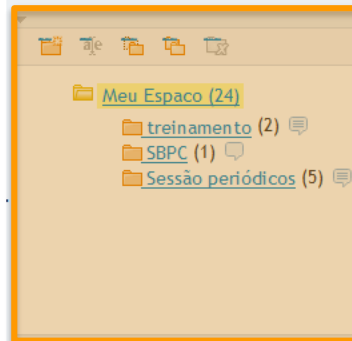 Meu Espaco (24)
treinamento (2)
SBPC (1)
Sessão periódicos (5)